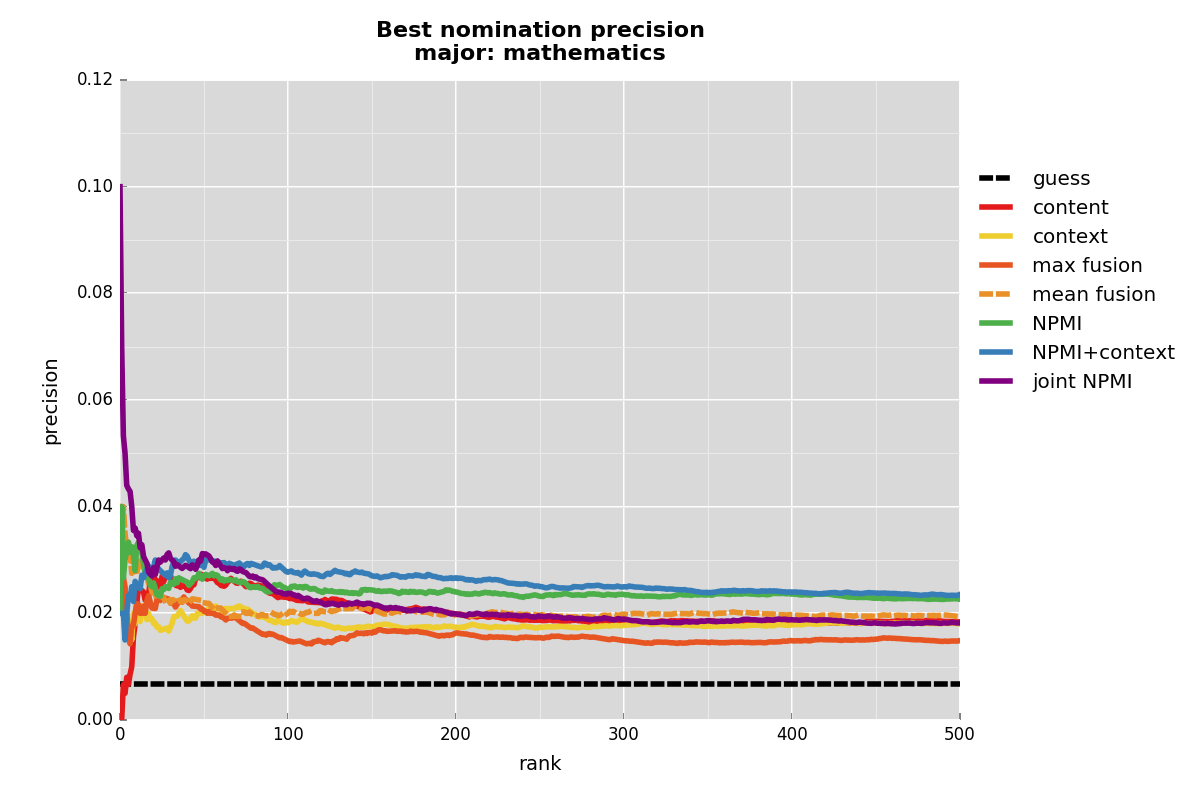 Best nomination precision
major: mathematics
0.12
0.10
0.08
0.06
0.04
0.02
0.00
precision
0
100
200
300
400
500
rank
guess
content
context
max fusion
mean fusion
NPMI
NPMI+context
joint NPMI